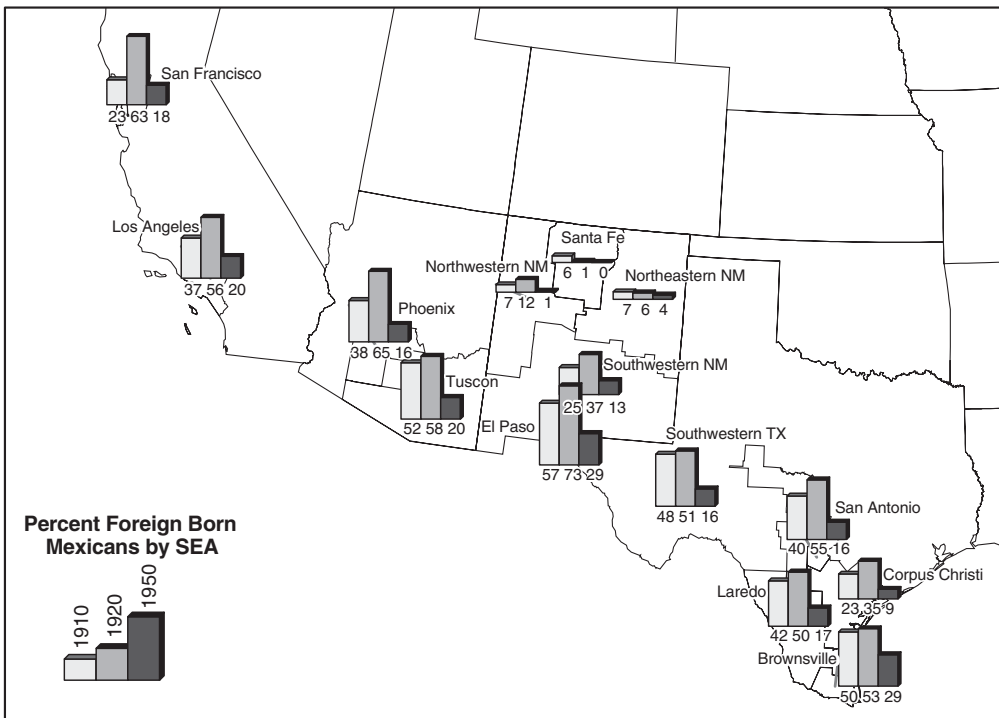 San Francisco
23 63 18
Los Angeles
37 56 20
Santa Fe
6 1 0
Northwestern NM
7 12 1
Northeastern NM
7 6 4
Phoenix
38 65 16
Tuscon
52 58 20
Southwestern NM
25 37 13
El Paso
57 73 29
Southwestern TX
48 51 16
San Antonio
40 55 16
Corpus Christi
23 35 9
Laredo
42 50 17
Brownsville
50 53 29
Percent Foreign Born
Mexicans by SEA
1910
1920
1950